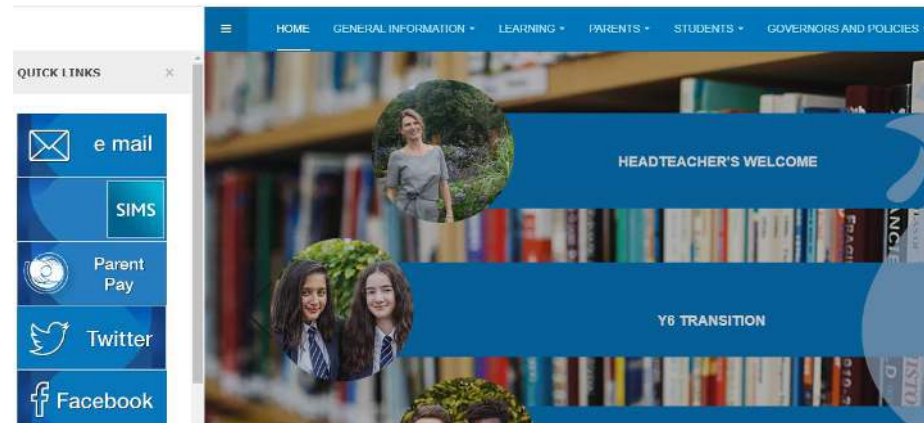 ≡ HOME GENERAL INFORMATION LEARNING PARENTS STUDENTS GOVERNORS AND POLICIES
QUICK LINKS ×
e mail
SIMS
Parent
Pay
Twitter
Facebook
HEADTEACHER'S WELCOME
Y6 TRANSITION